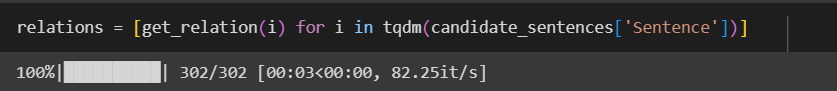 relations = [get_relation(i) for i in tqdm(candidate_sentences['Sentence'])]
100%|██████████| 302/302 [00:03<00:00, 82.25it/s]